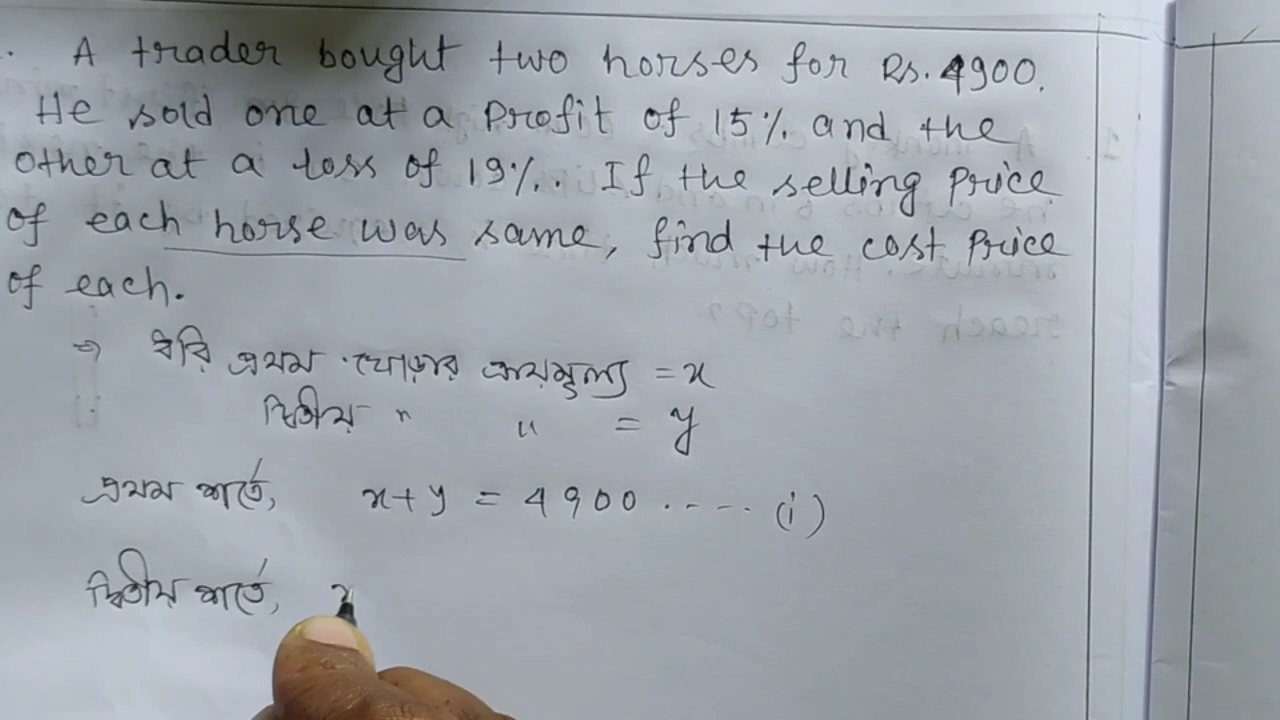 . A trader bought two horses for Rs. 4900.
He sold one at a Profit of 15% and the
other at a loss of 19%. If the selling Price
of each horse was same, find the cost Price
of each.
⇒ ধরি প্রথম ঘোড়ার ক্রয়মূল্য = x
দ্বিতীয় " " = y
প্রথম শর্তে, x+y = 4900 ..... (i)
দ্বিতীয় শর্তে, x